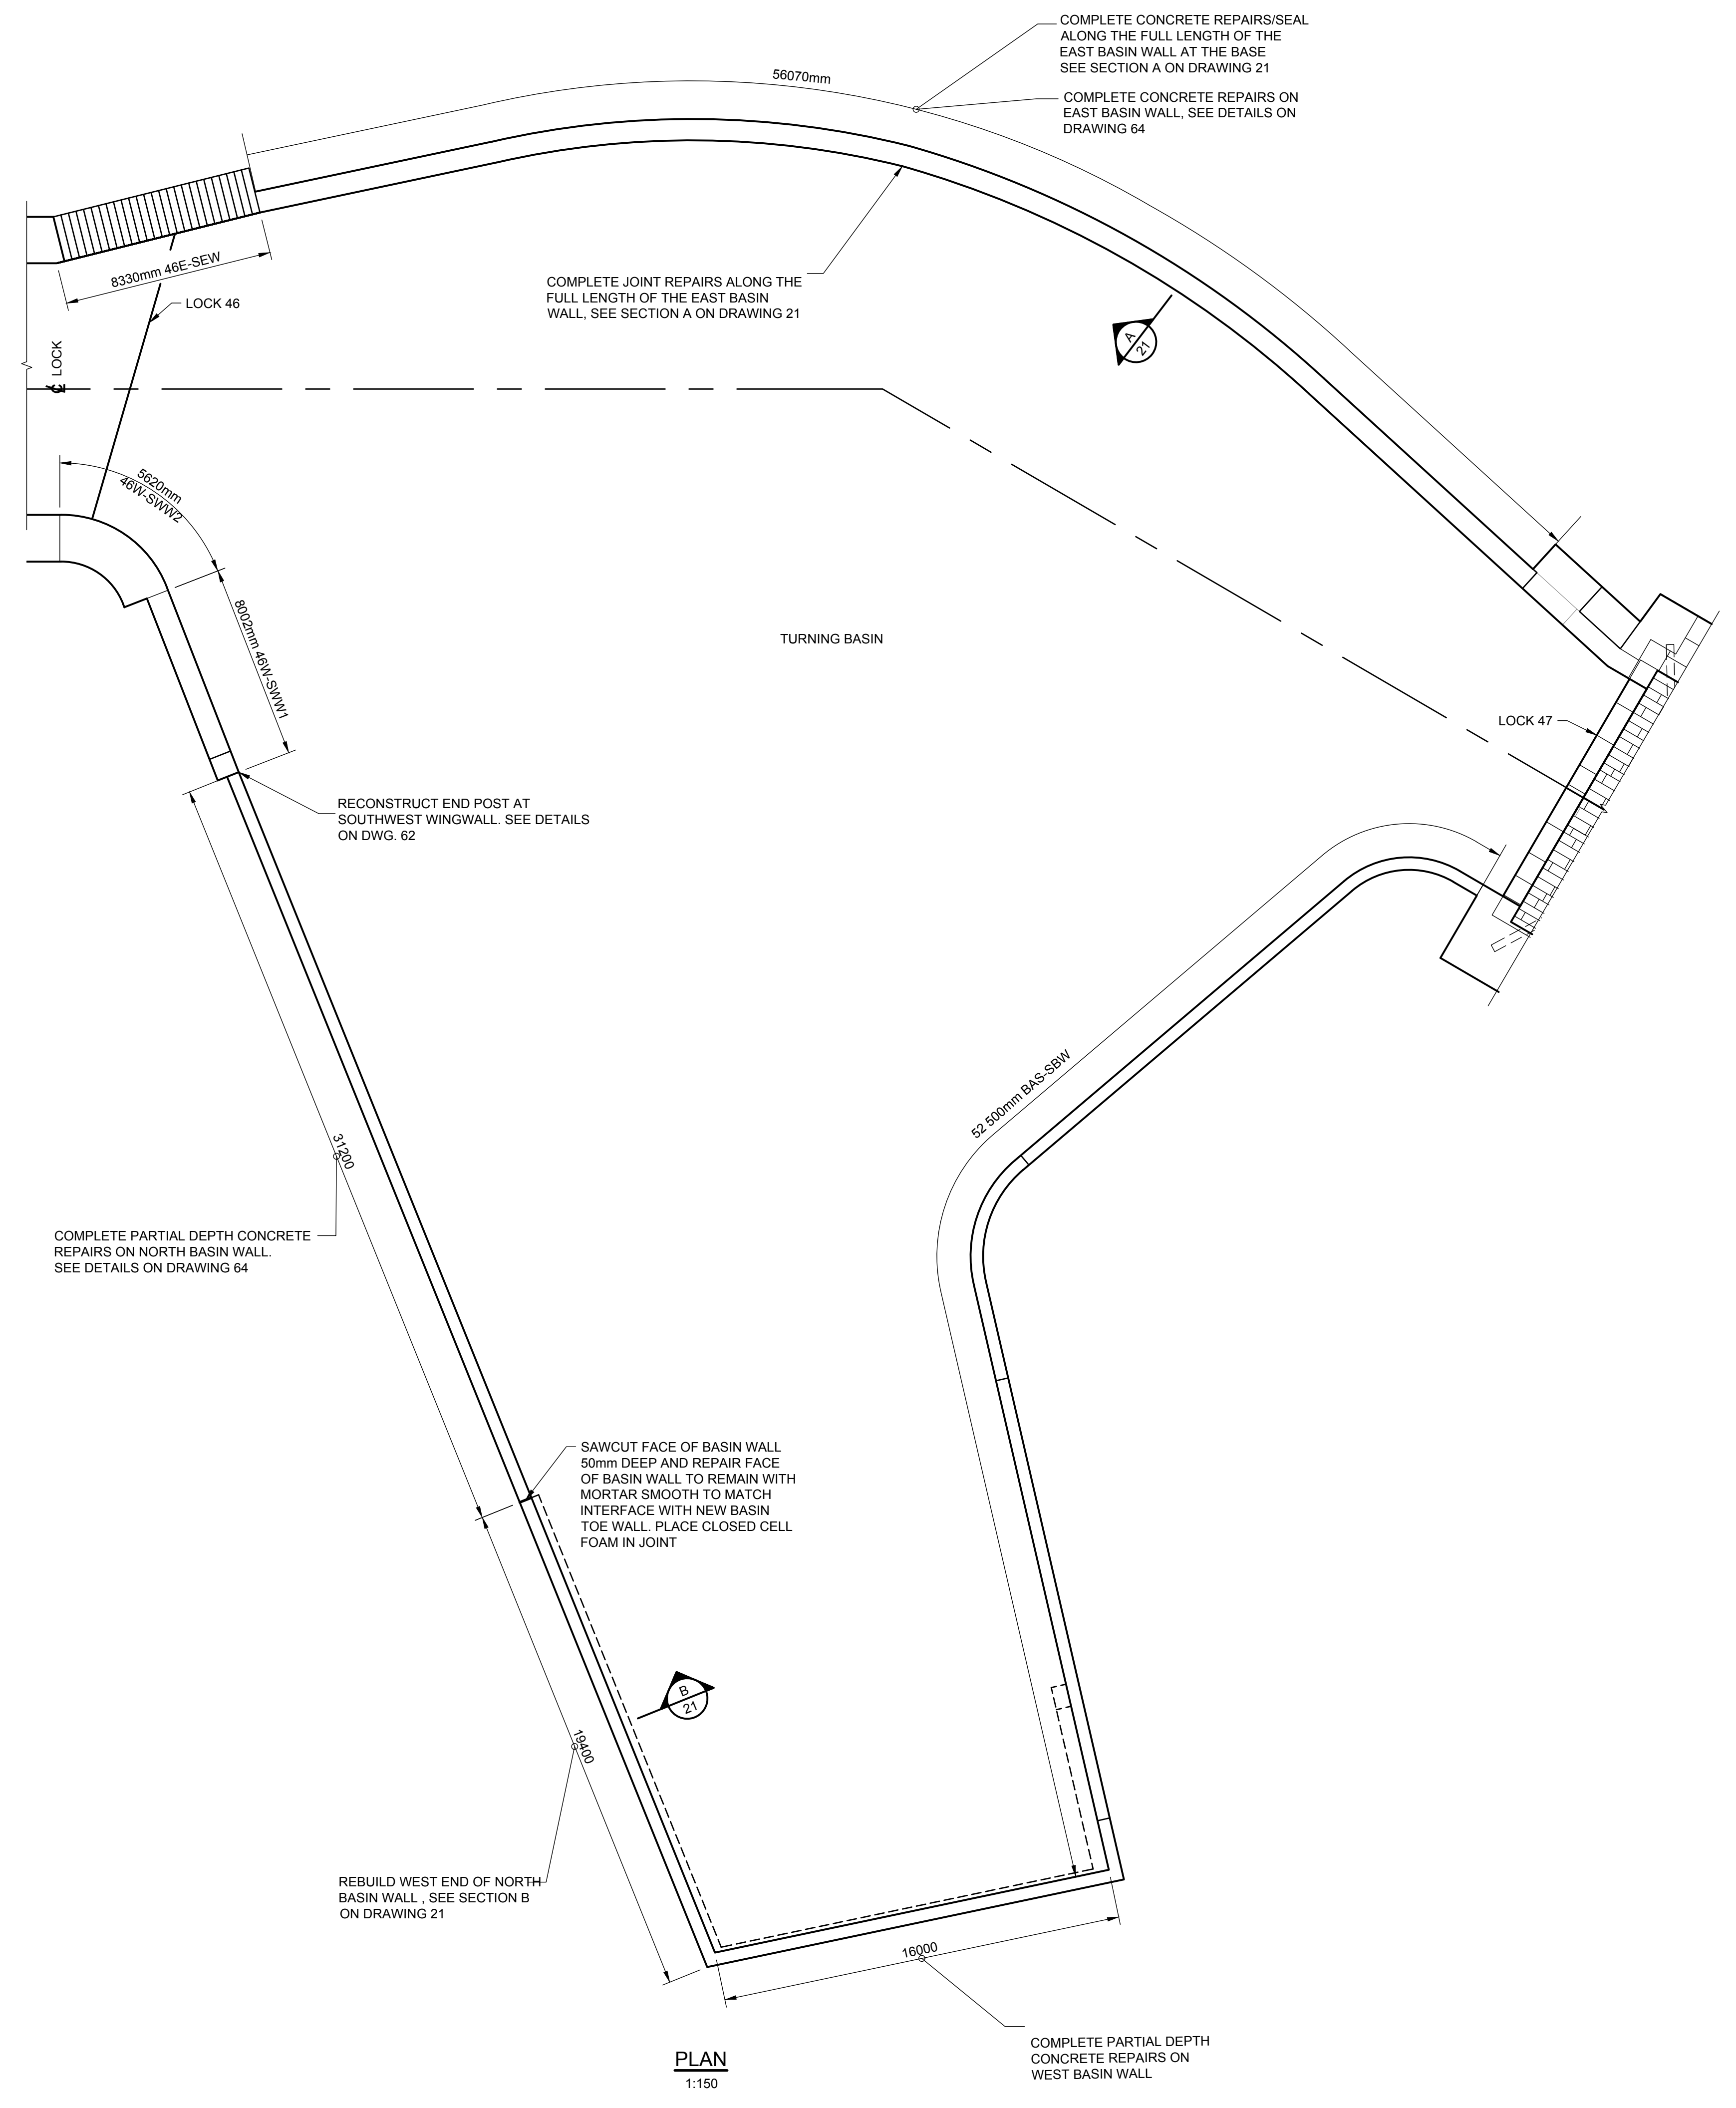 COMPLETE CONCRETE REPAIRS/SEAL
ALONG THE FULL LENGTH OF THE
EAST BASIN WALL AT THE BASE
SEE SECTION A ON DRAWING 21
56070mm
COMPLETE CONCRETE REPAIRS ON
EAST BASIN WALL, SEE DETAILS ON
DRAWING 64
8330mm 46E-SEW
COMPLETE JOINT REPAIRS ALONG THE
FULL LENGTH OF THE EAST BASIN
WALL, SEE SECTION A ON DRAWING 21
LOCK 46
A
21
LOCK
5620mm
46W-SWW2
8002mm 46W-SWW1
TURNING BASIN
LOCK 47
RECONSTRUCT END POST AT
SOUTHWEST WINGWALL. SEE DETAILS
ON DWG. 62
52 500mm BAS-SBW
31200
COMPLETE PARTIAL DEPTH CONCRETE
REPAIRS ON NORTH BASIN WALL.
SEE DETAILS ON DRAWING 64
SAWCUT FACE OF BASIN WALL
50mm DEEP AND REPAIR FACE
OF BASIN WALL TO REMAIN WITH
MORTAR SMOOTH TO MATCH
INTERFACE WITH NEW BASIN
TOE WALL. PLACE CLOSED CELL
FOAM IN JOINT
B
21
19400
REBUILD WEST END OF NORTH
BASIN WALL , SEE SECTION B
ON DRAWING 21
16000
COMPLETE PARTIAL DEPTH
CONCRETE REPAIRS ON
WEST BASIN WALL
PLAN
1:150